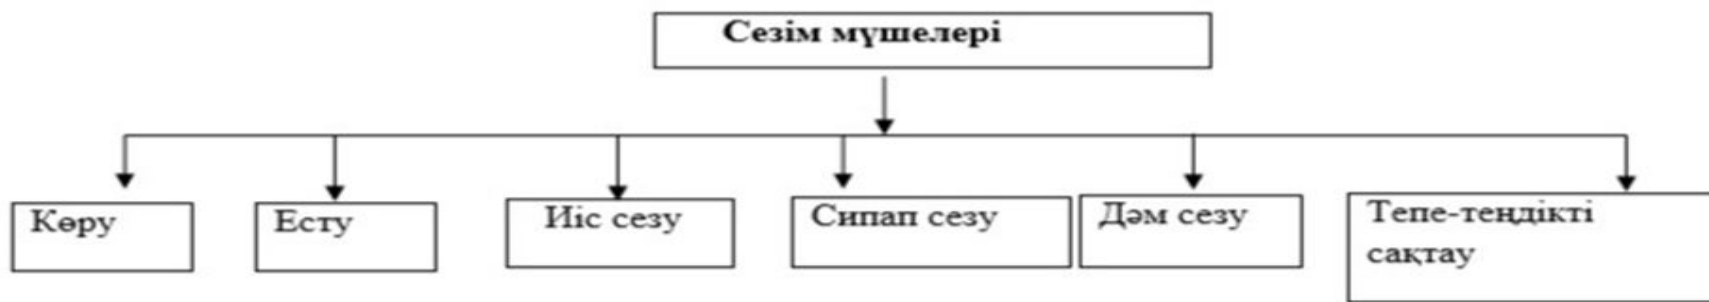 Сезім мүшелері
Көру
Есту
Иіс сезу
Сипап сезу
Дәм сезу
Тепе-теңдікті
сақтау